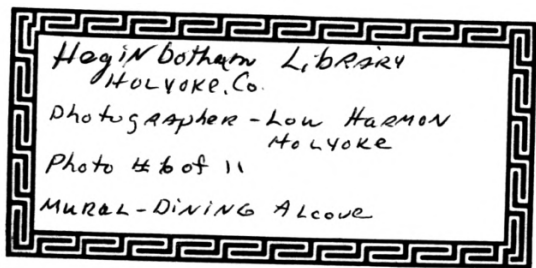 Heginbotham Library
Holyoke, Co.
Photographer - Lou Harmon
Holyoke
Photo #6 of 11
Mural - Dining Alcove